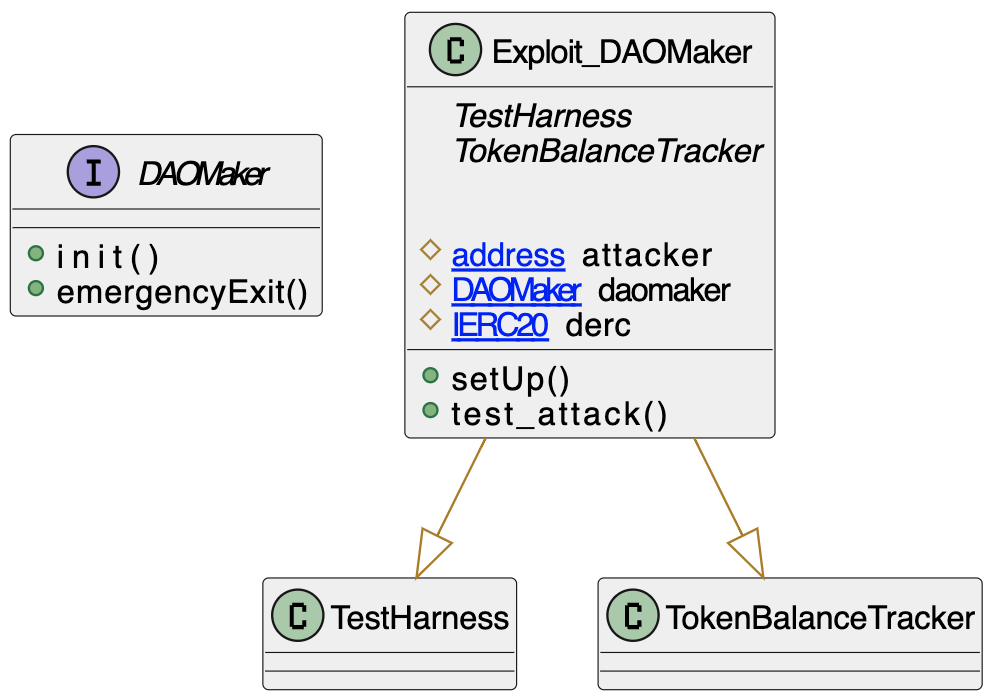 C Exploit_DAOMaker
TestHarness
TokenBalanceTracker
address attacker
DAOMaker daomaker
IERC20 derc
setUp()
test_attack()
I DAOMaker
init()
emergencyExit()
C TestHarness
C TokenBalanceTracker